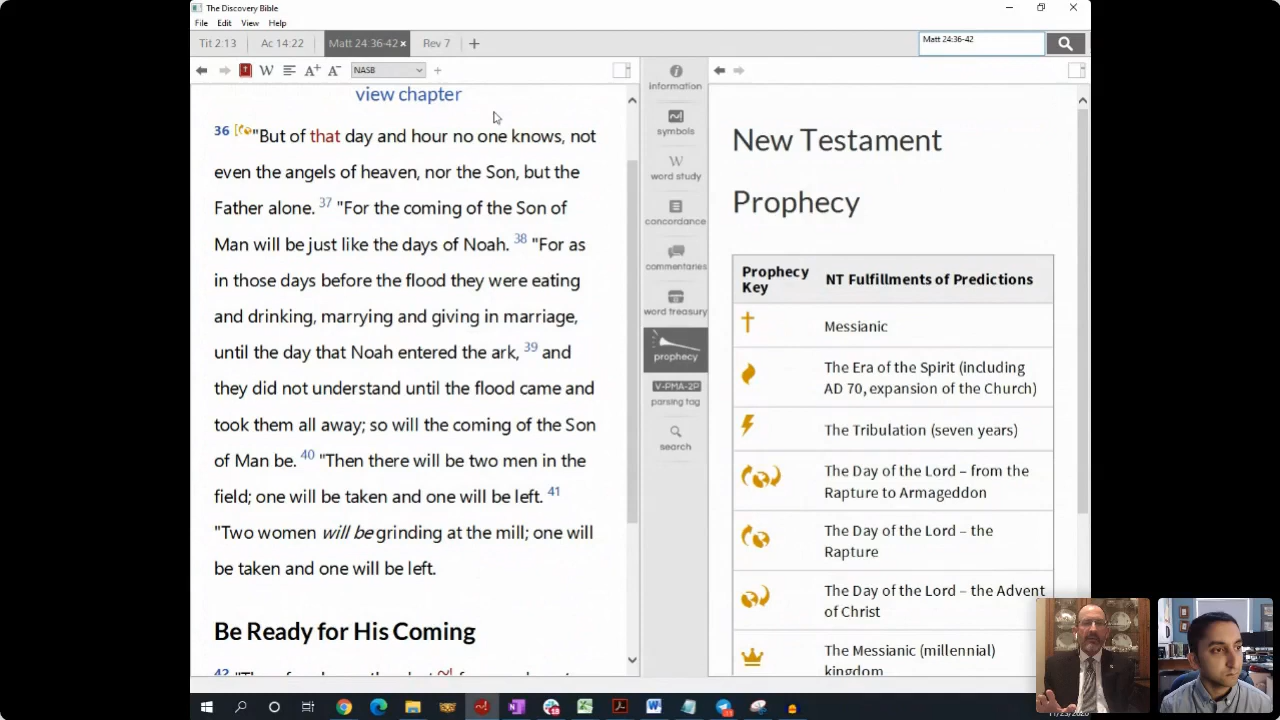 The Discovery Bible
File Edit View Help
Tit 2:13 Ac 14:22 Matt 24:36-42 Rev 7
Matt 24:36-42
W A+ A- NASB
view chapter
36 "But of that day and hour no one knows, not
even the angels of heaven, nor the Son, but the
Father alone. 37 "For the coming of the Son of
Man will be just like the days of Noah. 38 "For as
in those days before the flood they were eating
and drinking, marrying and giving in marriage,
until the day that Noah entered the ark, 39 and
they did not understand until the flood came and
took them all away; so will the coming of the Son
of Man be. 40 "Then there will be two men in the
field; one will be taken and one will be left. 41
"Two women will be grinding at the mill; one will
be taken and one will be left.
Be Ready for His Coming
information
symbols
W
word study
concordance
commentaries
word treasury
prophecy
V-PMA-2P
parsing tag
search
New Testament
Prophecy
Prophecy
Key
NT Fulfillments of Predictions
Messianic
The Era of the Spirit (including
AD 70, expansion of the Church)
The Tribulation (seven years)
The Day of the Lord – from the
Rapture to Armageddon
The Day of the Lord – the
Rapture
The Day of the Lord – the Advent
of Christ
The Messianic (millennial)
kingdom